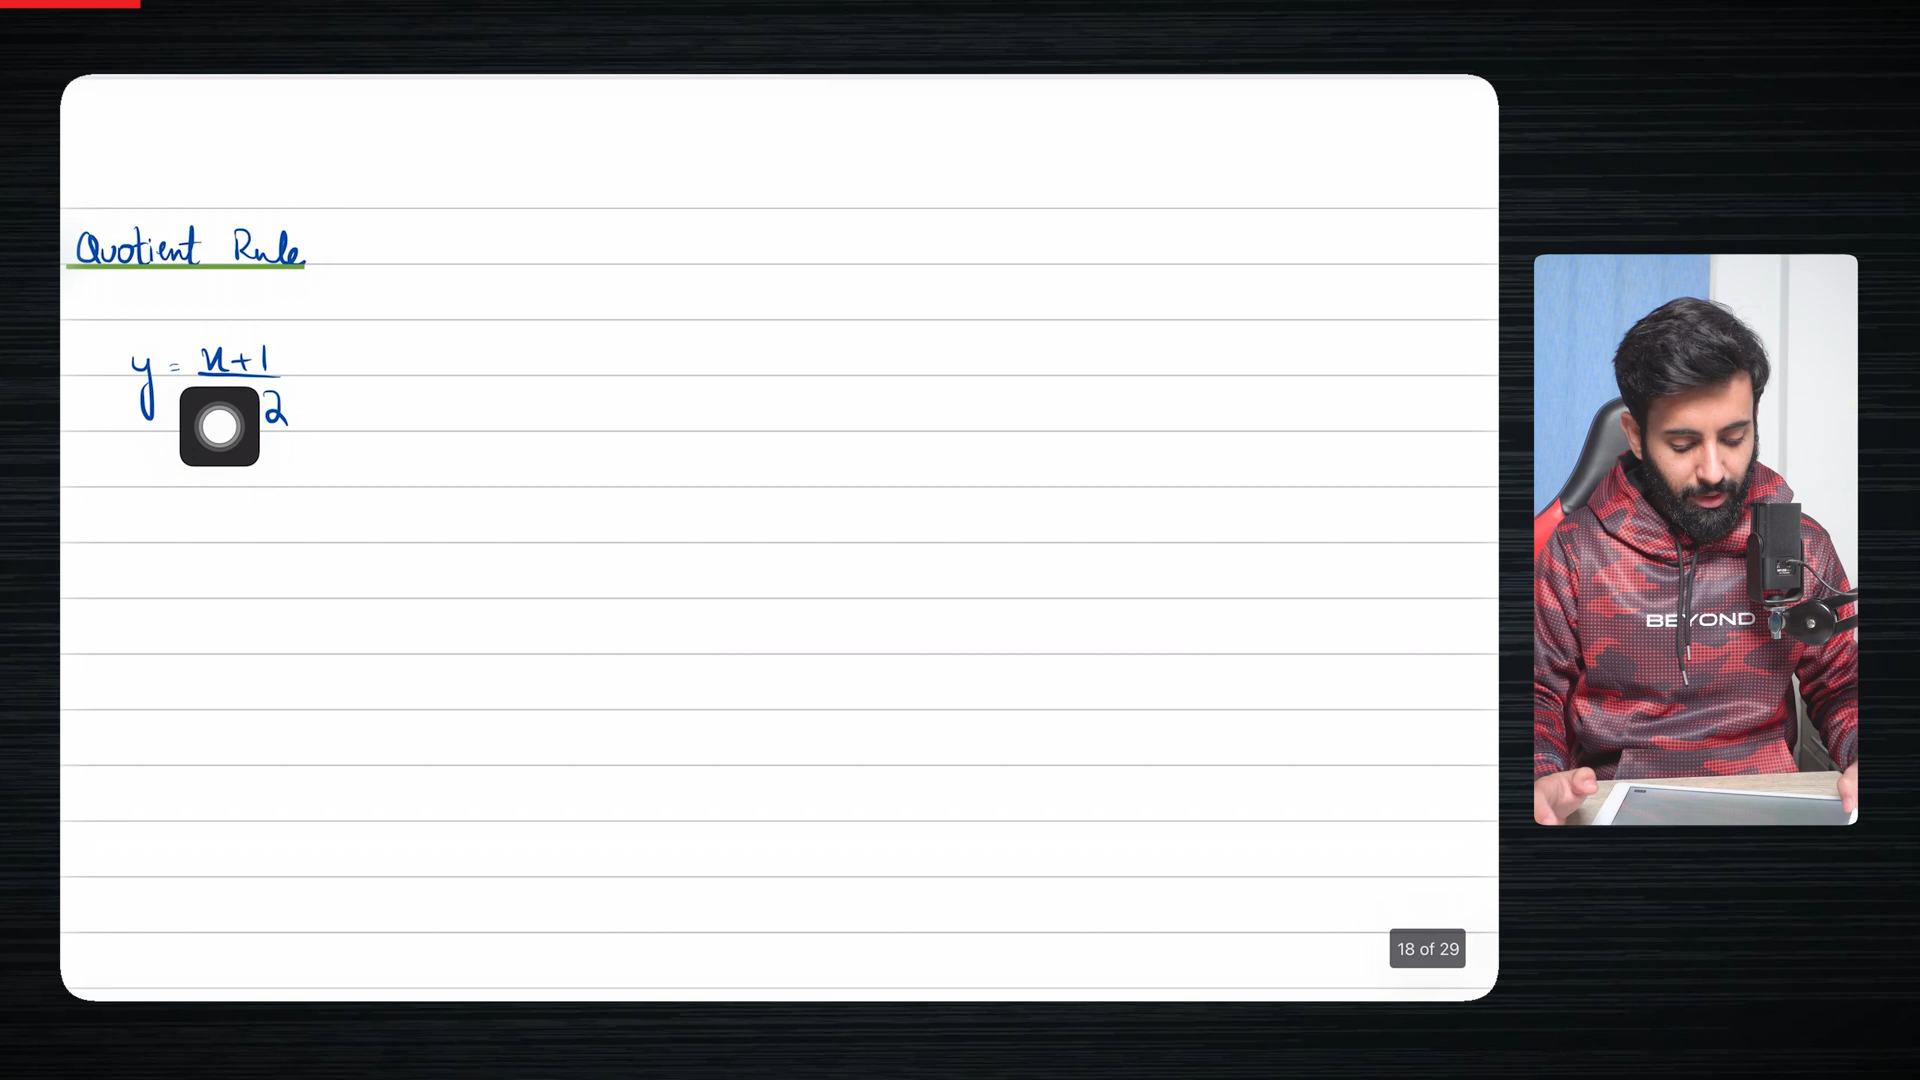 Quotient Rule
y = x+1
2
BEYOND
18 of 29